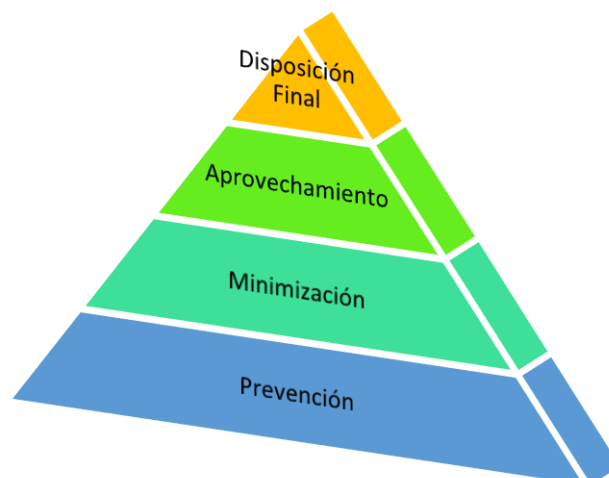 Disposición
Final
Aprovechamiento
Minimización
Prevención